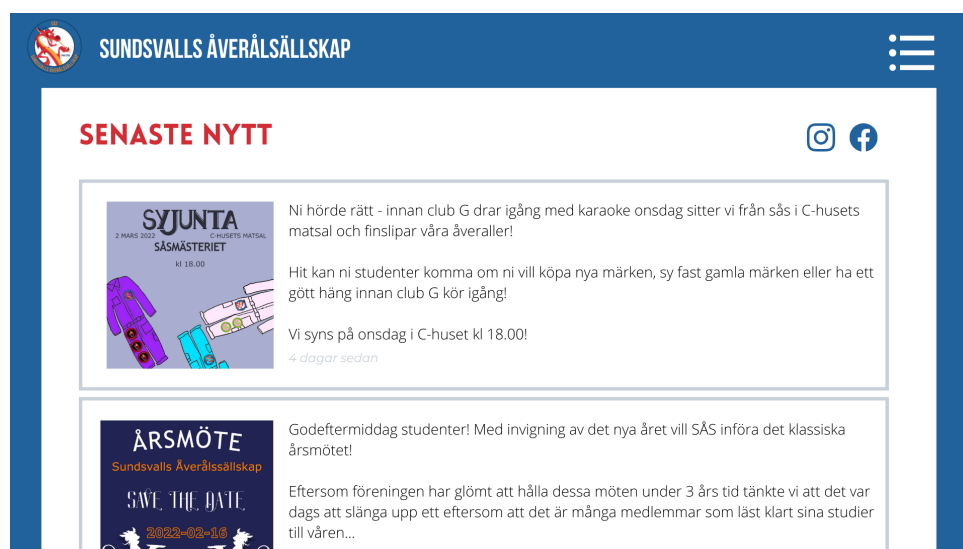 SUNDSVALLS ÅVERÅLSÄLLSKAP
SENASTE NYTT
SYJUNTA
2 MARS 2022
C-HUSETS MATSAL
SÅSMÄSTERIET
kl 18.00
Ni hörde rätt - innan club G drar igång med karaoke onsdag sitter vi från sås i C-husets
matsal och finslipar våra åveraller!
Hit kan ni studenter komma om ni vill köpa nya märken, sy fast gamla märken eller ha ett
gött häng innan club G kör igång!
Vi syns på onsdag i C-huset kl 18.00!
4 dagar sedan
ÅRSMÖTE
Sundsvalls Åverålssällskap
SAVE THE DATE
2022-02-16
Godeftermiddag studenter! Med invigning av det nya året vill SÅS införa det klassiska
årsmötet!
Eftersom föreningen har glömt att hålla dessa möten under 3 års tid tänkte vi att det var
dags att slänga upp ett eftersom att det är många medlemmar som läst klart sina studier
till våren...